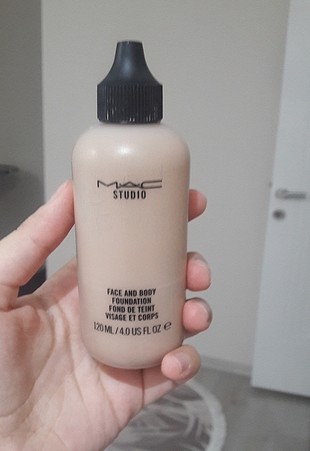 MAC
STUDIO
FACE AND BODY
FOUNDATION
FOND DE TEINT
VISAGE ET CORPS
120 ML / 4.0 US FL OZ ℮